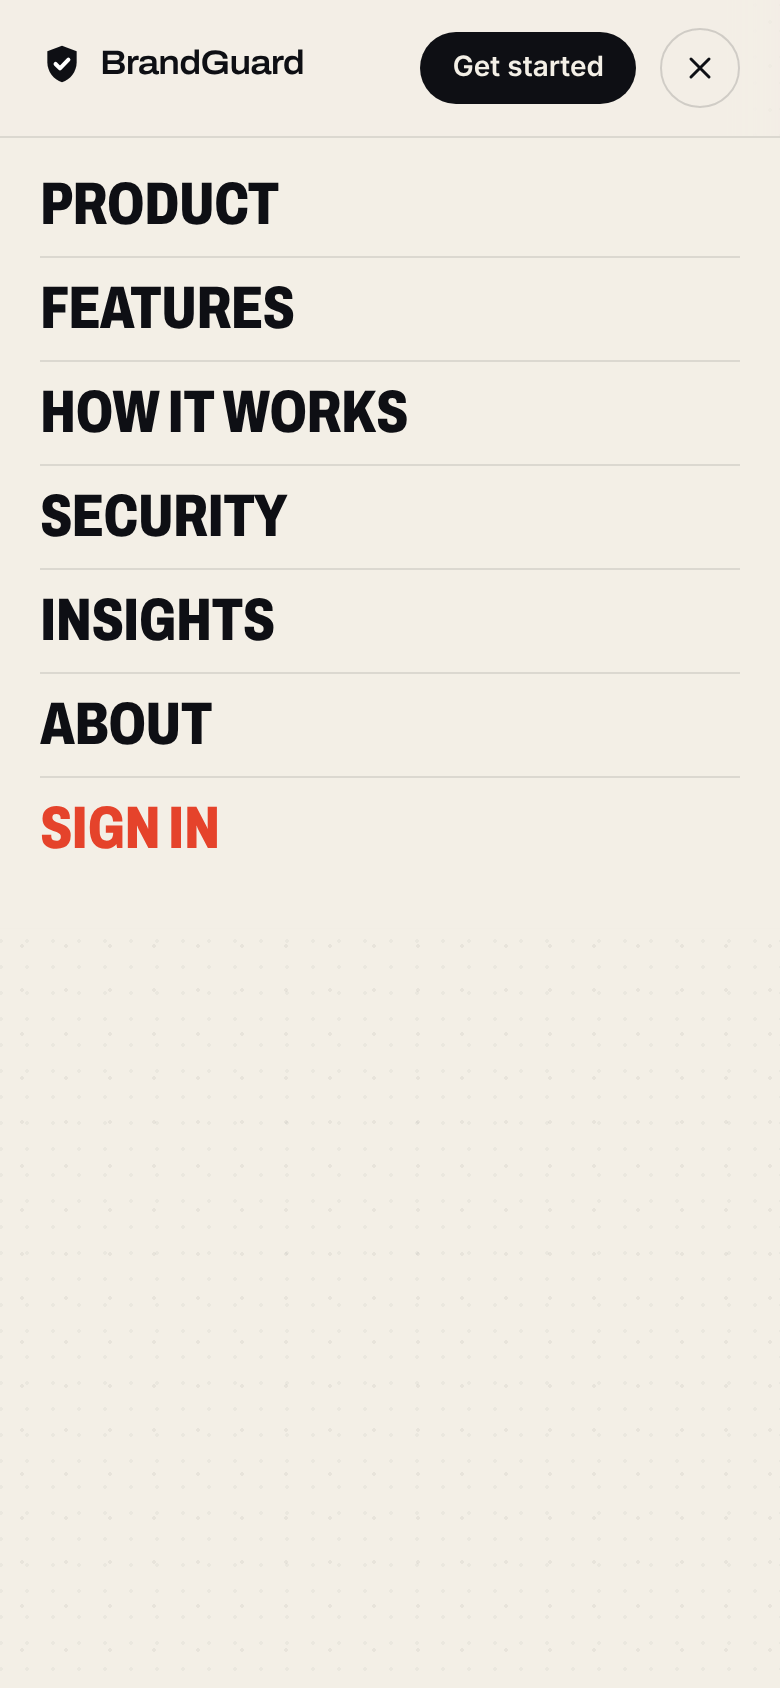 BrandGuard
Get started
PRODUCT
FEATURES
HOW IT WORKS
SECURITY
INSIGHTS
ABOUT
SIGN IN